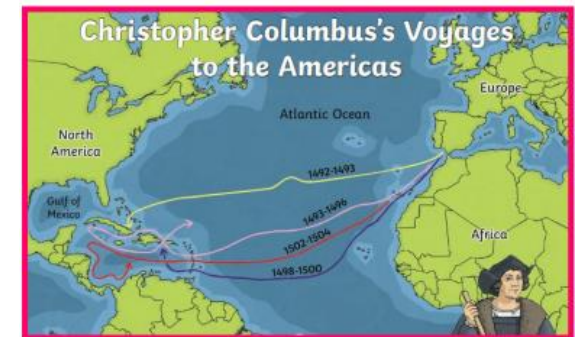 Christopher Columbus's Voyages
to the Americas
Europe
Atlantic Ocean
North
America
1492-1493
Gulf of
Mexico
1493-1496
1502-1504
Africa
1498-1500